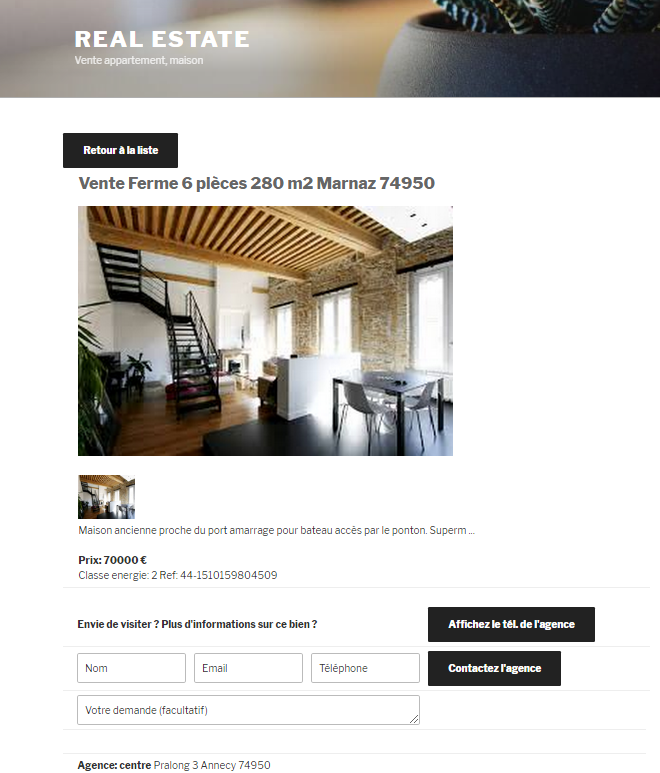 REAL ESTATE
Vente appartement, maison
Retour à la liste
Vente Ferme 6 pièces 280 m2 Marnaz 74950
Maison ancienne proche du port amarrage pour bateau accès par le ponton. Superm ...
Prix: 70000 €
Classe energie: 2 Ref: 44-1510159804509
Envie de visiter ? Plus d'informations sur ce bien ?
Affichez le tél. de l'agence
Nom
Email
Téléphone
Contactez l'agence
Votre demande (facultatif)
Agence: centre Pralong 3 Annecy 74950